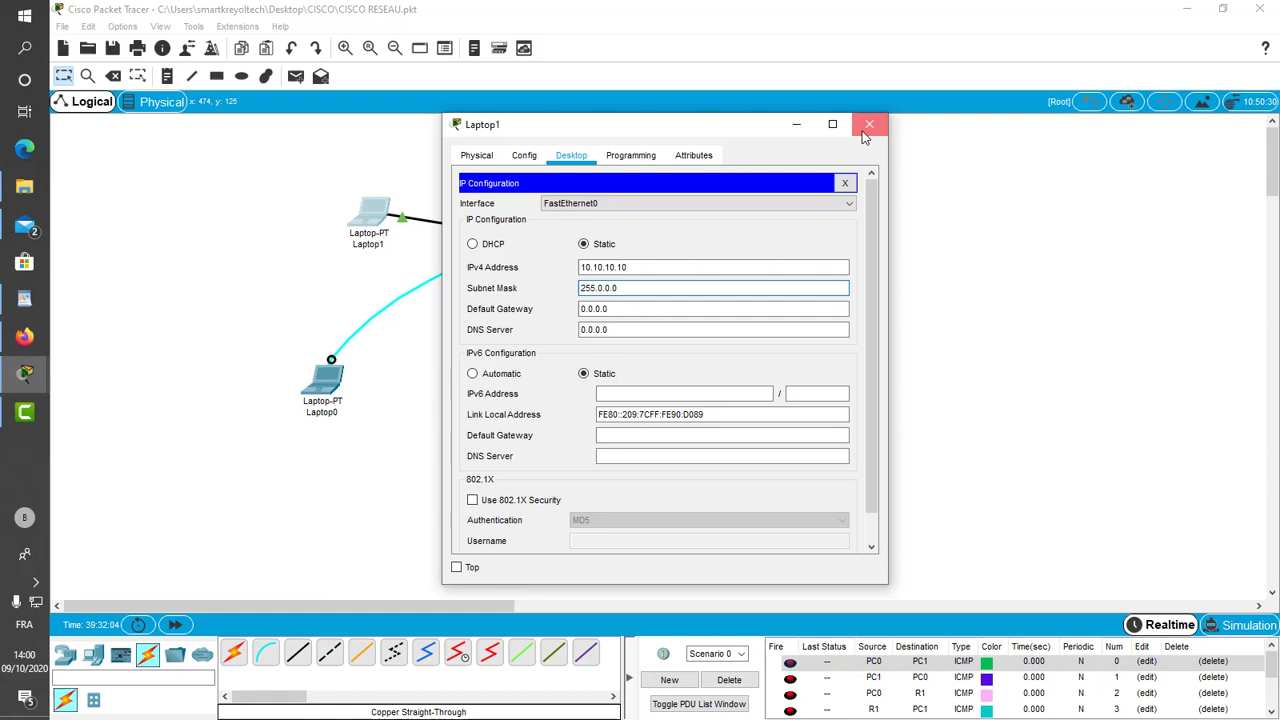 Cisco Packet Tracer - C:\Users\smartkreyoltech\Desktop\CISCO\CISCO RESEAU.pkt
File Edit Options View Tools Extensions Help
Logical Physical x: 474, y: 125 [Root] 10:50:30
Laptop1
Physical Config Desktop Programming Attributes
IP Configuration X
Interface FastEthernet0
IP Configuration
DHCP Static
IPv4 Address 10.10.10.10
Subnet Mask 255.0.0.0
Default Gateway 0.0.0.0
DNS Server 0.0.0.0
IPv6 Configuration
Automatic Static
IPv6 Address /
Link Local Address FE80::209:7CFF:FE90:D089
Default Gateway
DNS Server
802.1X
Use 802.1X Security
Authentication MD5
Username
Top
Laptop-PT
Laptop1
Laptop-PT
Laptop0
2
B
FRA
14:00
09/10/2020
5
Time: 39:32:04
Realtime Simulation
Copper Straight-Through
Scenario 0
New Delete
Toggle PDU List Window
Fire Last Status Source Destination Type Color Time(sec) Periodic Num Edit Delete
-- PC0 PC1 ICMP 0.000 N 0 (edit) (delete)
-- PC1 PC0 ICMP 0.000 N 1 (edit) (delete)
-- PC0 R1 ICMP 0.000 N 2 (edit) (delete)
-- R1 PC1 ICMP 0.000 N 3 (edit) (delete)